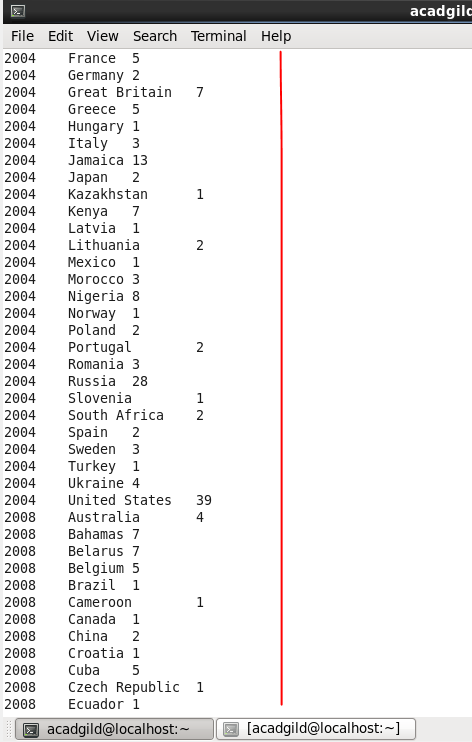 acadgild
File Edit View Search Terminal Help
2004 France 5
2004 Germany 2
2004 Great Britain 7
2004 Greece 5
2004 Hungary 1
2004 Italy 3
2004 Jamaica 13
2004 Japan 2
2004 Kazakhstan 1
2004 Kenya 7
2004 Latvia 1
2004 Lithuania 2
2004 Mexico 1
2004 Morocco 3
2004 Nigeria 8
2004 Norway 1
2004 Poland 2
2004 Portugal 2
2004 Romania 3
2004 Russia 28
2004 Slovenia 1
2004 South Africa 2
2004 Spain 2
2004 Sweden 3
2004 Turkey 1
2004 Ukraine 4
2004 United States 39
2008 Australia 4
2008 Bahamas 7
2008 Belarus 7
2008 Belgium 5
2008 Brazil 1
2008 Cameroon 1
2008 Canada 1
2008 China 2
2008 Croatia 1
2008 Cuba 5
2008 Czech Republic 1
2008 Ecuador 1
acadgild@localhost:~ [acadgild@localhost:~]